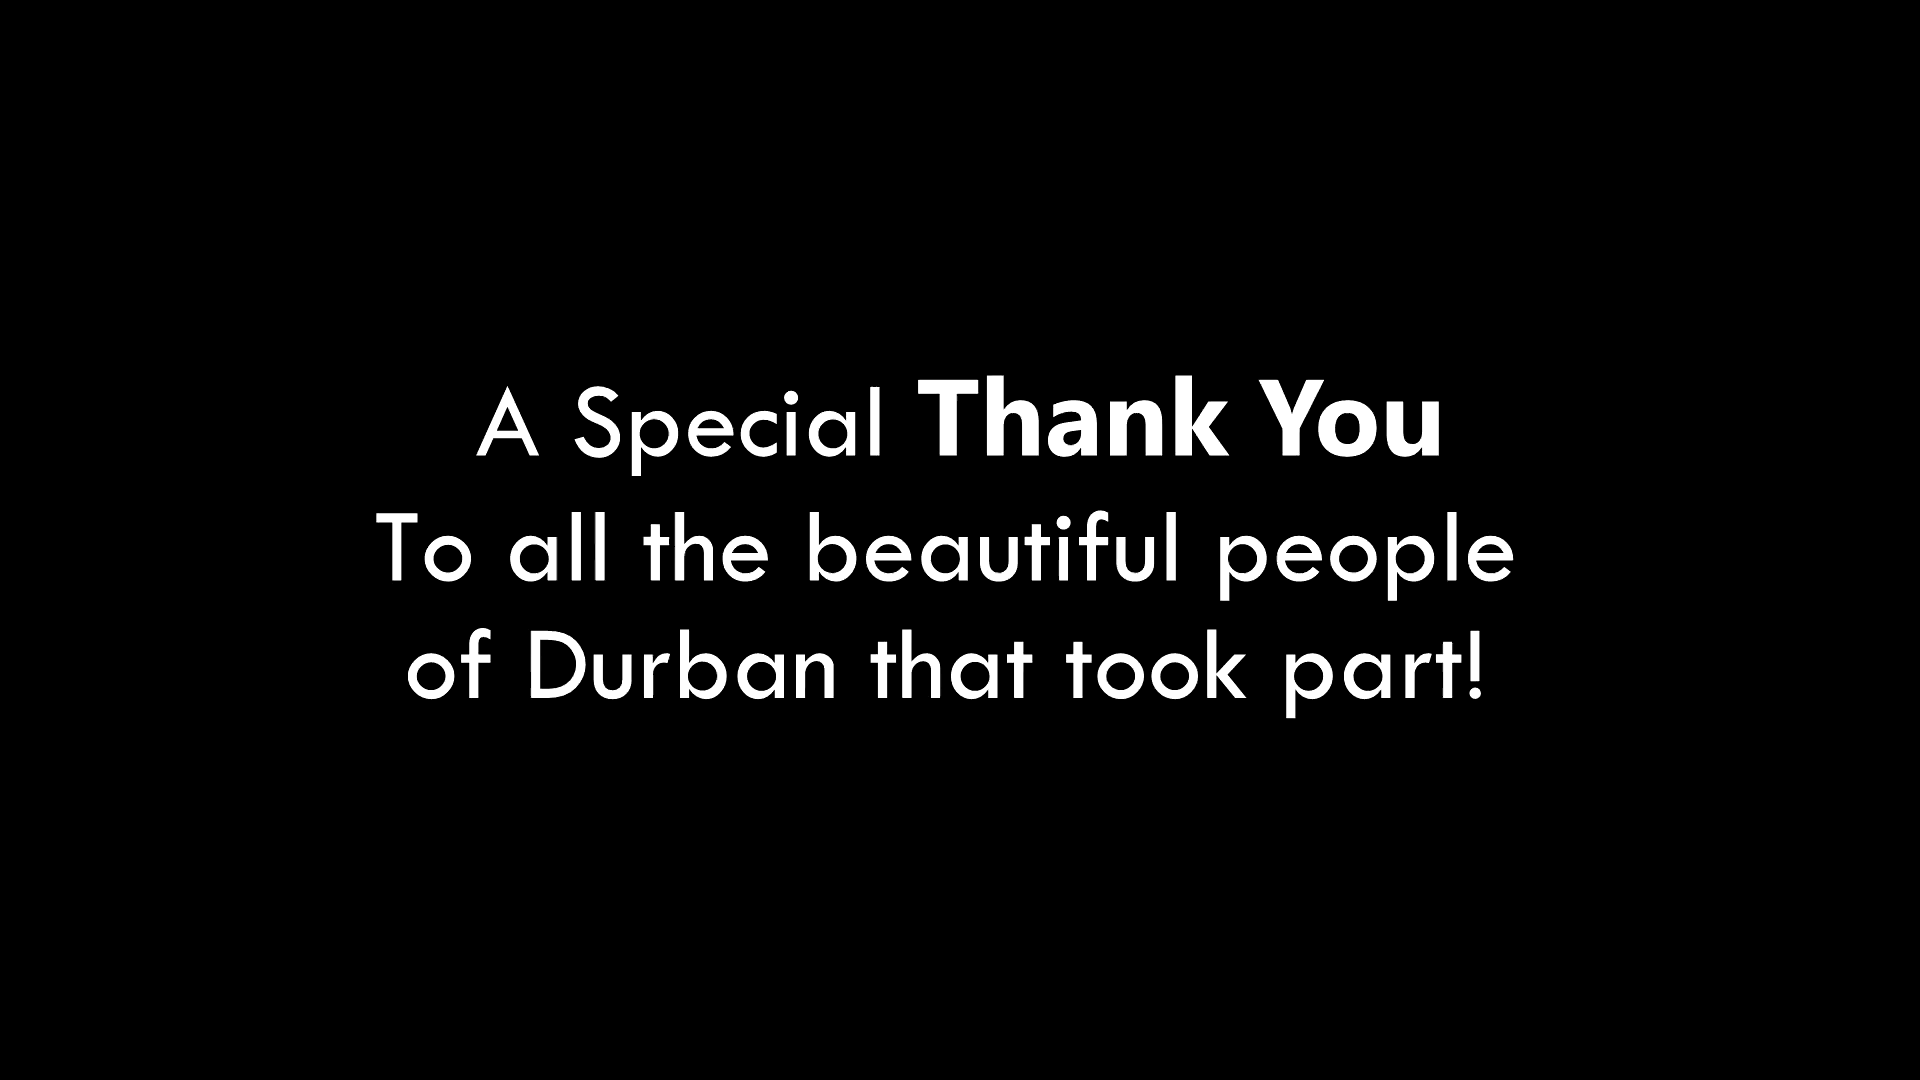 A Special Thank You
To all the beautiful people
of Durban that took part!